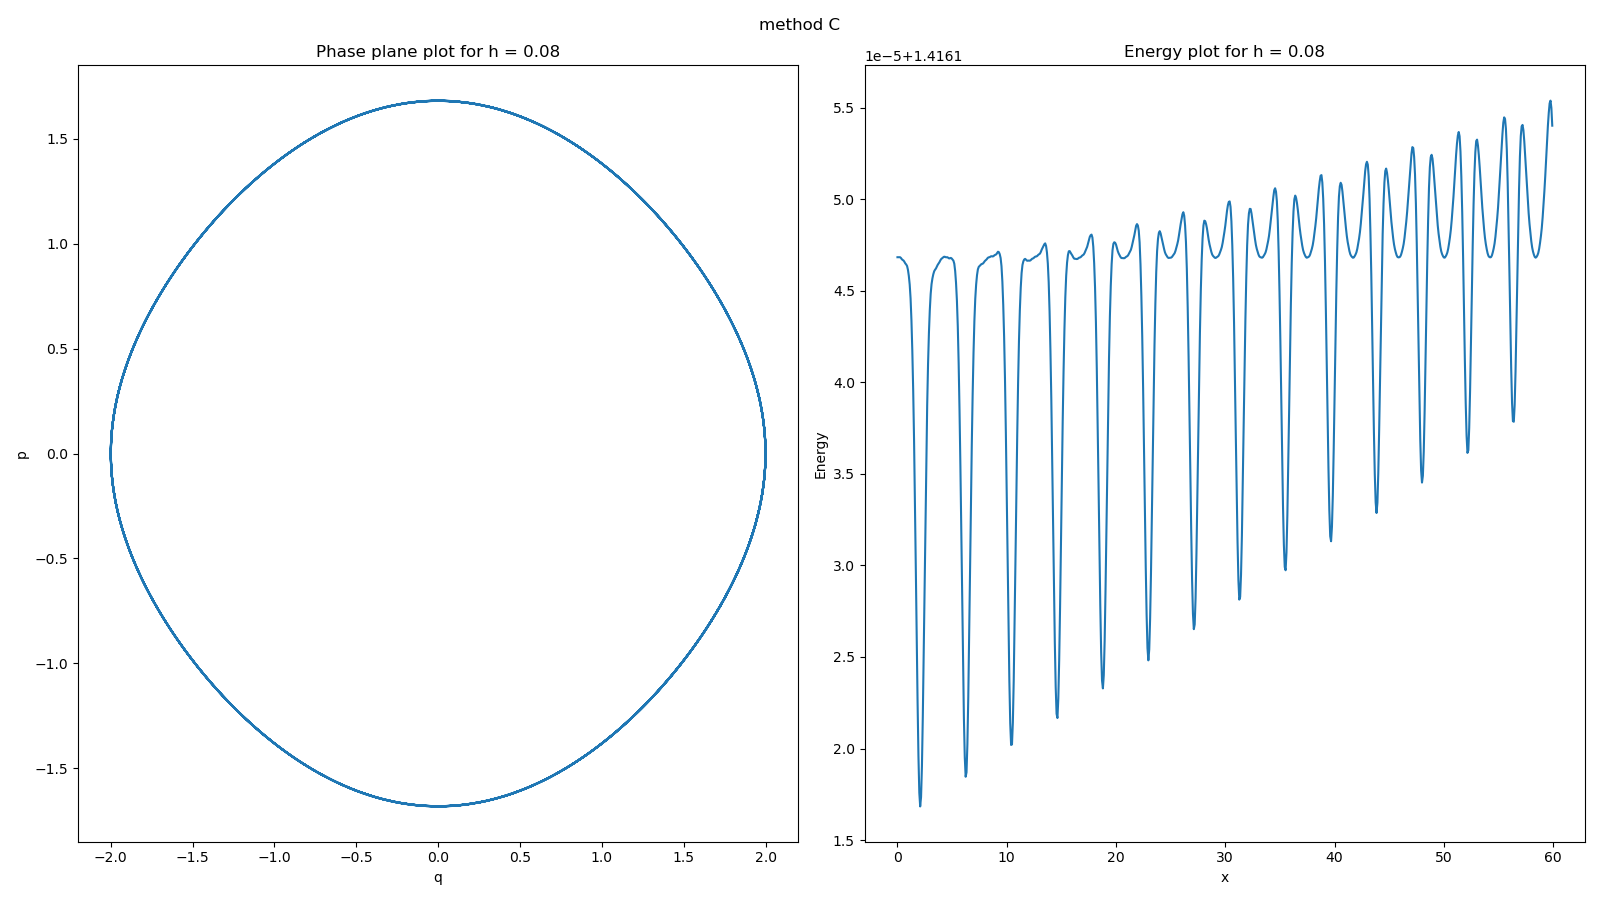 method C
Phase plane plot for h = 0.08
1.5
1.0
0.5
0.0
−0.5
−1.0
−1.5
p
−2.0 −1.5 −1.0 −0.5 0.0 0.5 1.0 1.5 2.0
q
Energy plot for h = 0.08
1e−5+1.4161
5.5
5.0
4.5
4.0
3.5
3.0
2.5
2.0
1.5
Energy
0 10 20 30 40 50 60
x